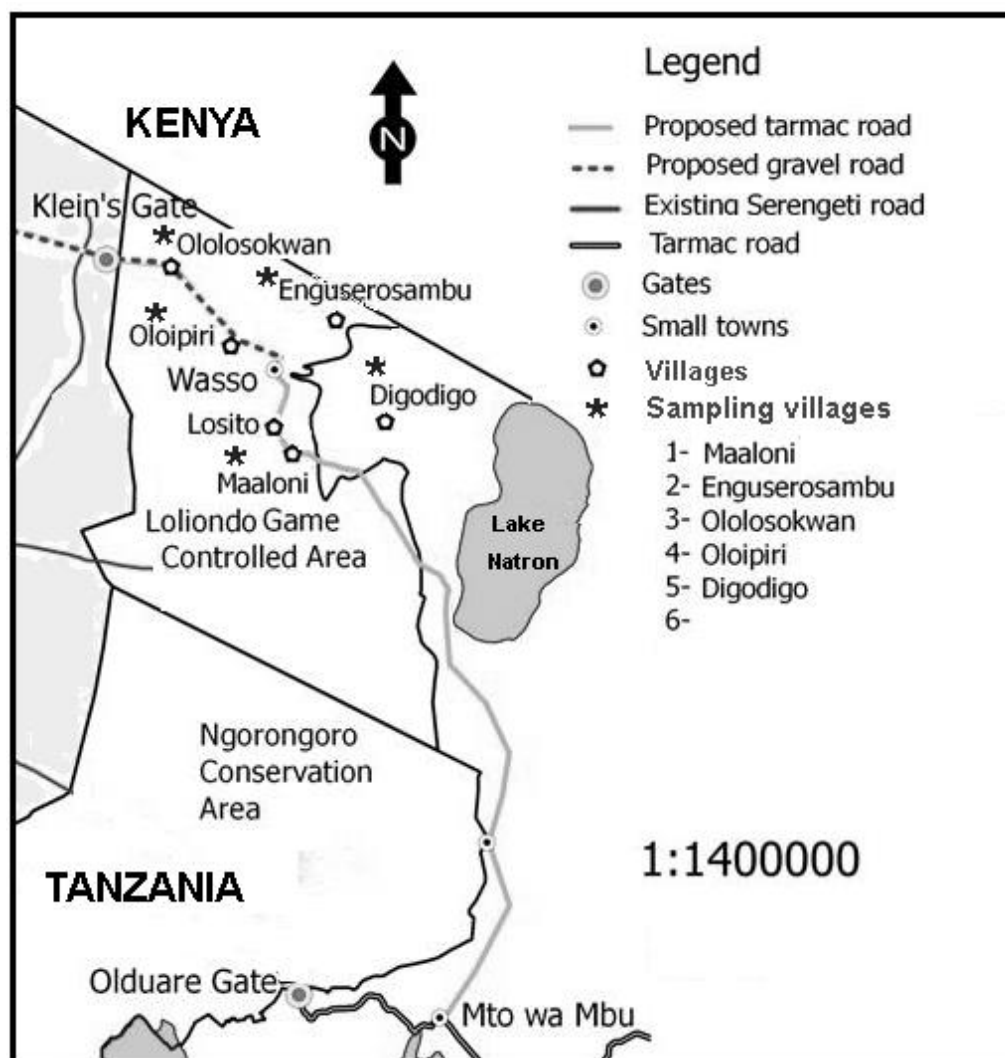 Legend
KENYA
N
Proposed tarmac road
Proposed gravel road
Existing Serengeti road
Tarmac road
Gates
Small towns
Villages
Sampling villages
1- Maaloni
2- Enguserosambu
3- Ololosokwan
4- Oloipiri
5- Digodigo
6-
Klein's Gate
Ololosokwan
Enguserosambu
Oloipiri
Wasso
Digodigo
Losito
Maaloni
Loliondo Game
Controlled Area
Lake
Natron
Ngorongoro
Conservation
Area
1:1400000
TANZANIA
Olduare Gate
Mto wa Mbu